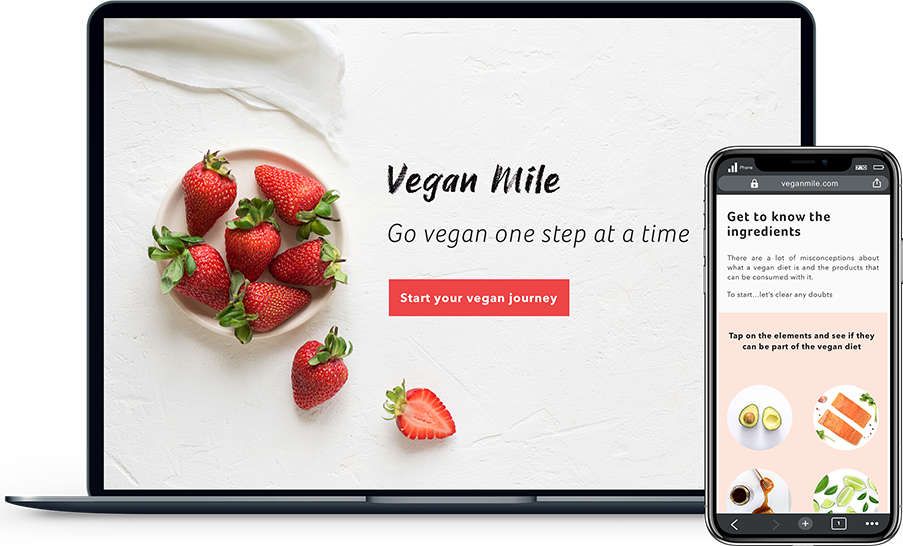 Vegan Mile
Go vegan one step at a time
Start your vegan journey
Phone
veganmile.com
Get to know the
ingredients
There are a lot of misconceptions about
what a vegan diet is and the products that
can be consumed with it.
To start...let's clear any doubts
Tap on the elements and see if they
can be part of the vegan diet
1